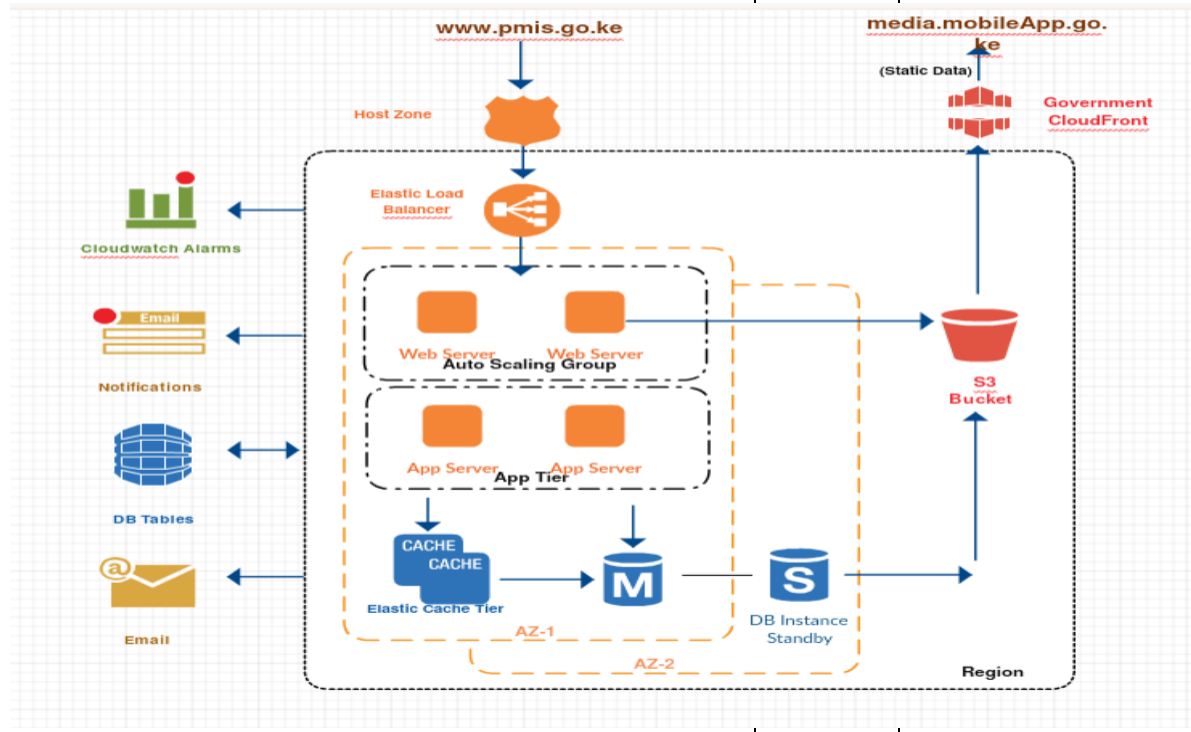 www.pmis.go.ke
media.mobileApp.go.
ke
(Static Data)
Host Zone
Government
CloudFront
Elastic Load
Balancer
Cloudwatch Alarms
Email
Notifications
Web Server
Web Server
Auto Scaling Group
S3
Bucket
App Server
App Server
App Tier
DB Tables
CACHE
CACHE
M
S
Elastic Cache Tier
DB Instance
Standby
@
Email
AZ-1
AZ-2
Region